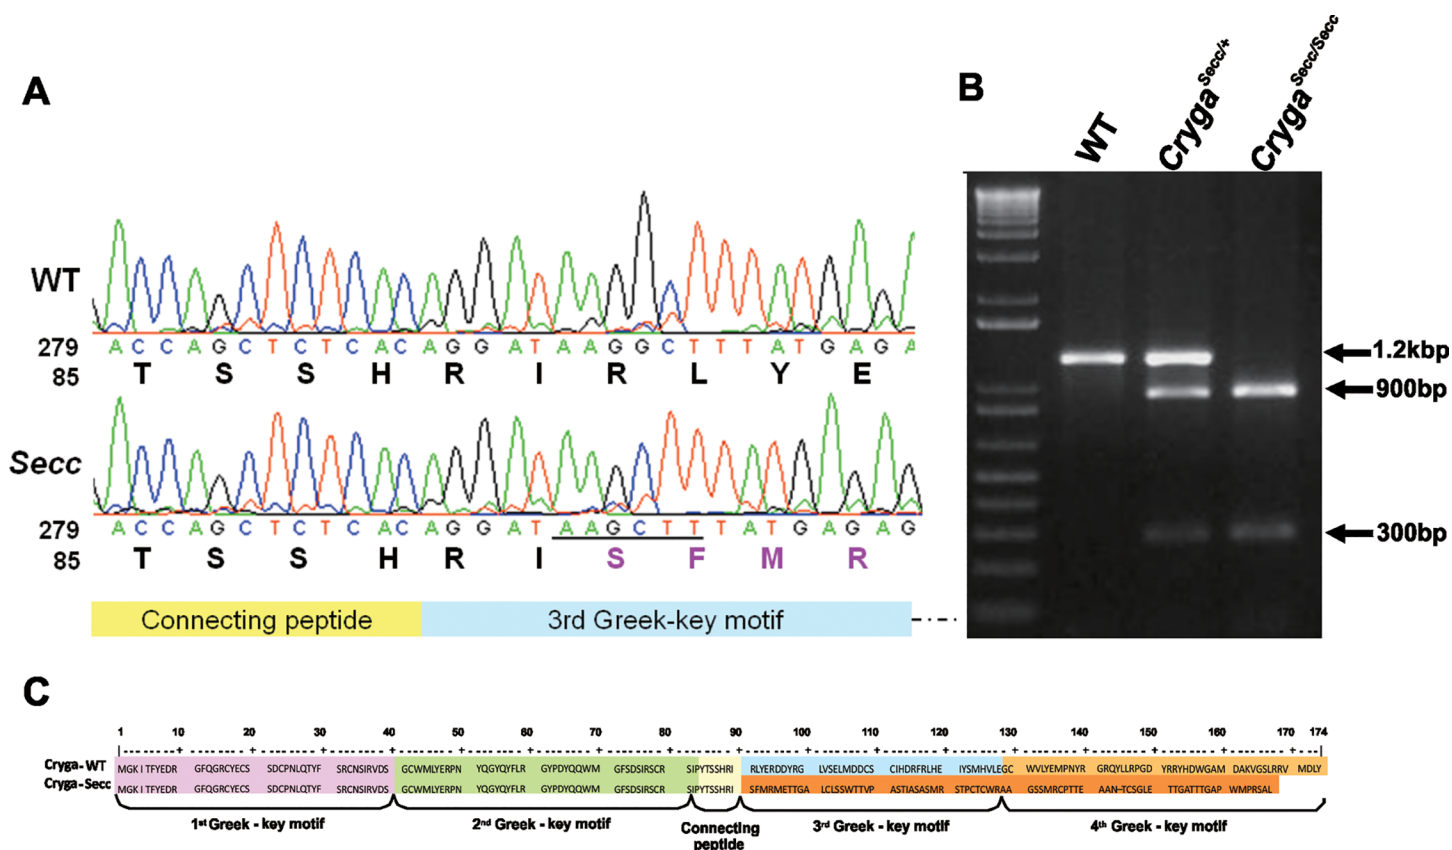 A
WT
279 A C C A G C T C T C A C A G G A T A A G G C T T T A T G A G A
85 T S S H R I R L Y E
Secc
279 A C C A G C T C T C A C A G G A T A A G C T T T A T G A G A G
85 T S S H R I S F M R
Connecting peptide 3rd Greek-key motif
B
WT Cryga Secc/+ Cryga Secc/Secc
1.2kbp
900bp
300bp
C
1 10 20 30 40 50 60 70 80 90 100 110 120 130 140 150 160 170 174
Cryga-WT MGKITFYEDR GFQGRCYECS SDCPNLQTYF SRCNSIRVDS GCWMLYERPN YQGYQYFLR GYPDYQQWM GFSDSIRSCR SIPYTSSHRI RLYERDDYRG LVSELMDDCS CIHDRFRLHE IYSMHVLEGC WVLYEMPNYR GRQYLLRPGD YRRYHDWGAM DAKVGSLRRV MDLY
Cryga-Secc MGKITFYEDR GFQGRCYECS SDCPNLQTYF SRCNSIRVDS GCWMLYERPN YQGYQYFLR GYPDYQQWM GFSDSIRSCR SIPYTSSHRI SFMRMETTGA LCLSSWTTVP ASTIASASMR STPCTCWRAA GSSMRCPTTE AAN-TCSGLE TTGATTTGAP WMPRSAL
1st Greek - key motif 2nd Greek - key motif Connecting 3rd Greek - key motif 4th Greek - key motif
peptide